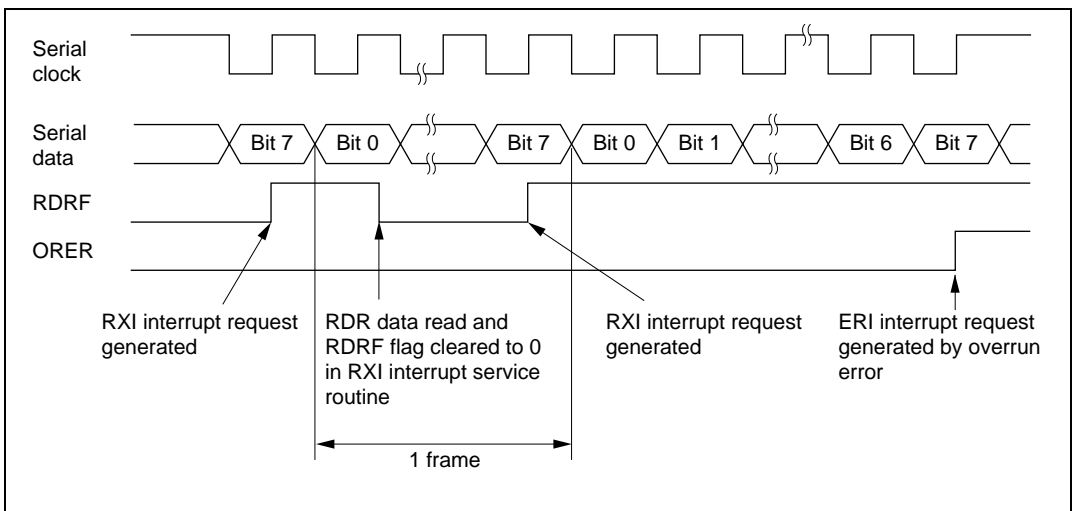 Serial
clock
Serial
data
Bit 7
Bit 0
Bit 7
Bit 0
Bit 1
Bit 6
Bit 7
RDRF
ORER
RXI interrupt request
generated
RDR data read and
RDRF flag cleared to 0
in RXI interrupt service
routine
RXI interrupt request
generated
ERI interrupt request
generated by overrun
error
1 frame